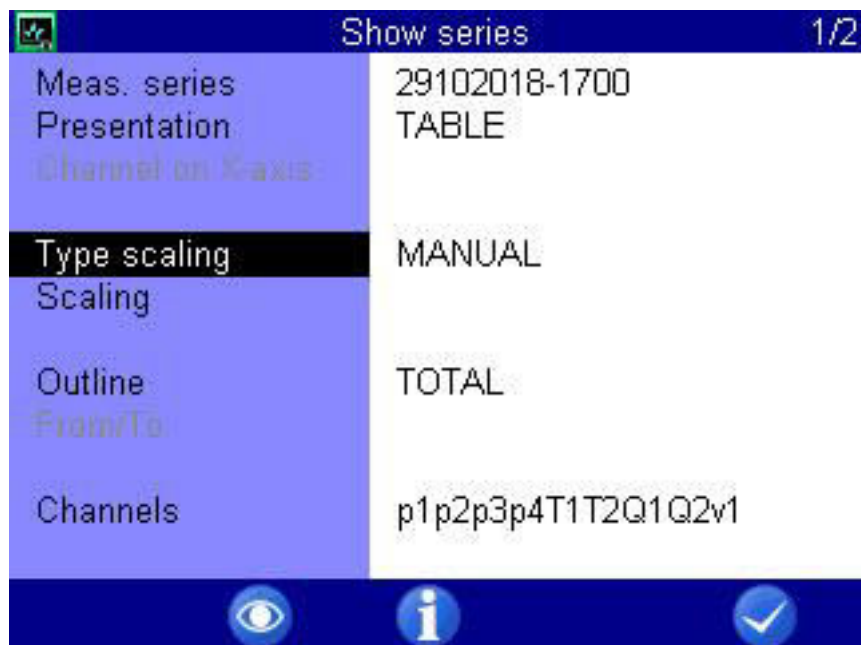 Show series 1/2
Meas. series 29102018-1700
Presentation TABLE
Channel on X-axis
Type scaling MANUAL
Scaling
Outline TOTAL
From/To
Channels p1p2p3p4T1T2Q1Q2v1